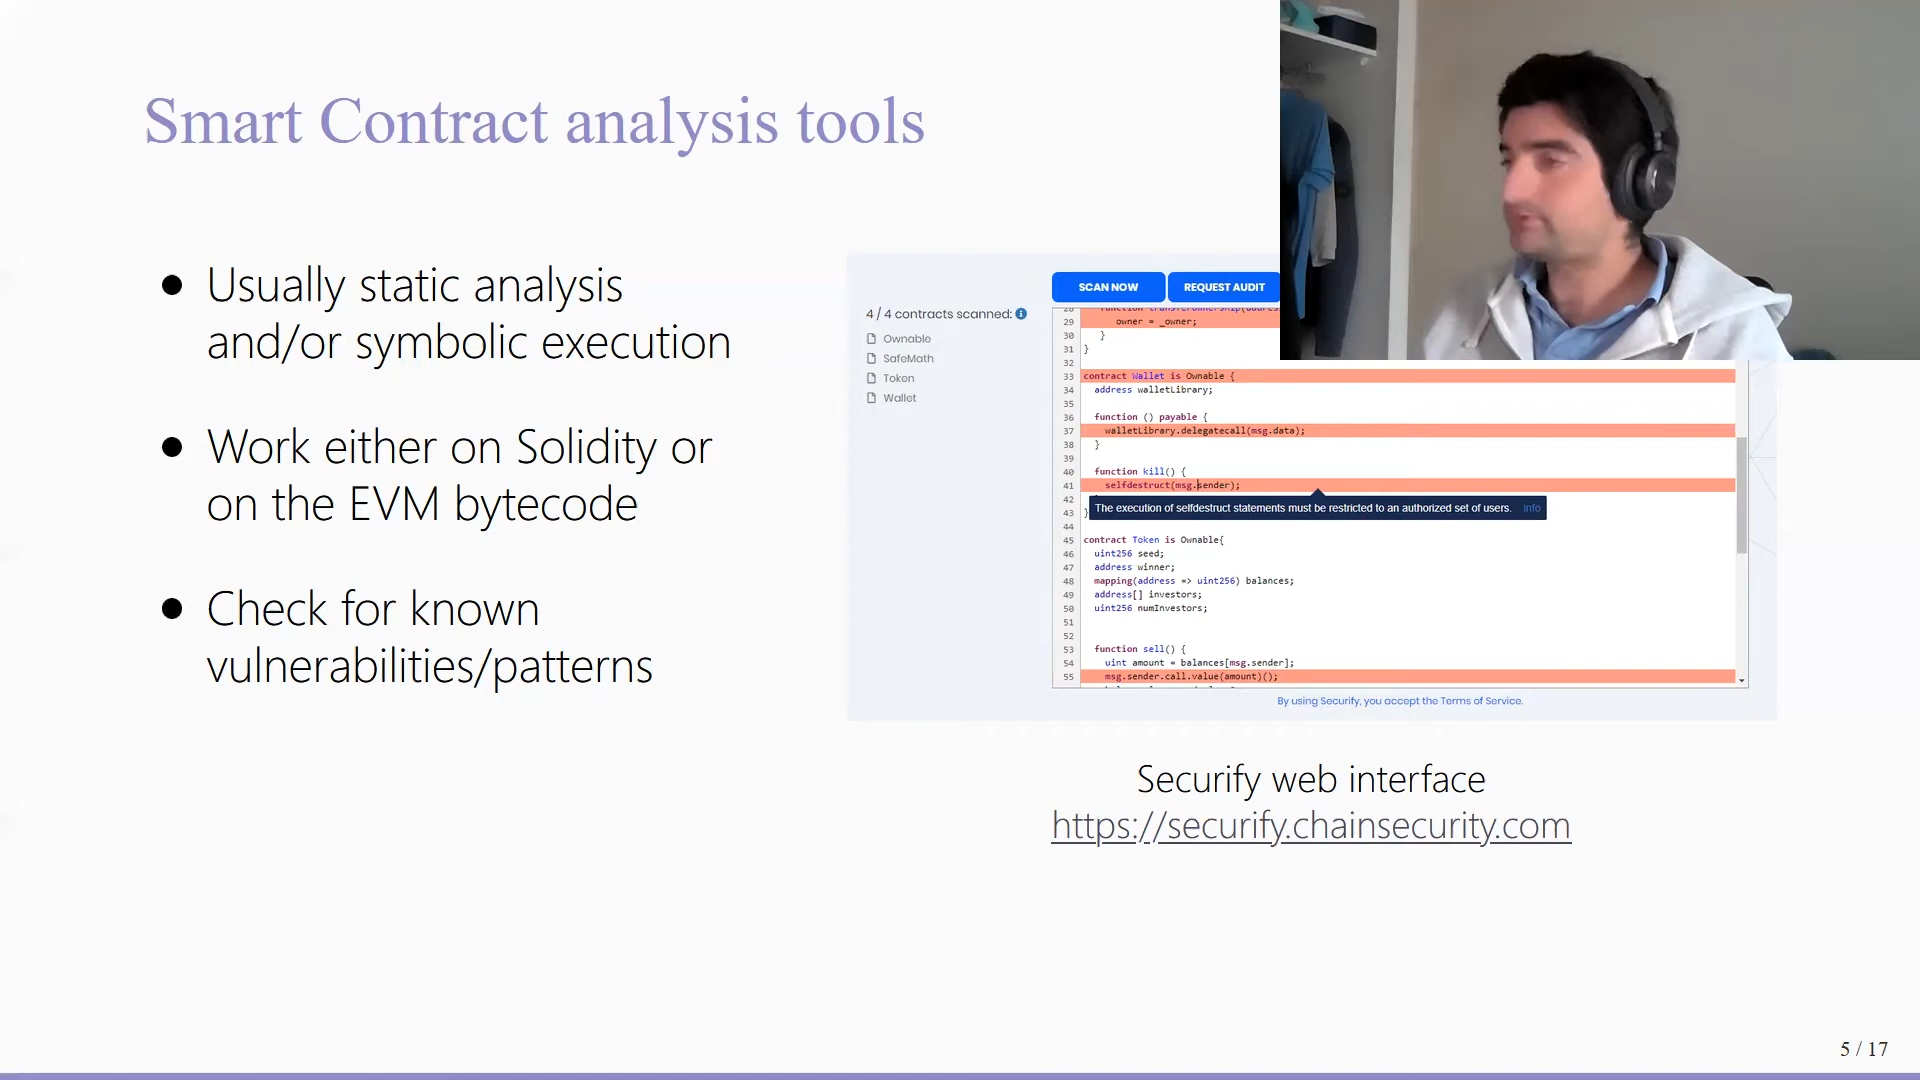 Smart Contract analysis tools
● Usually static analysis
and/or symbolic execution
● Work either on Solidity or
on the EVM bytecode
● Check for known
vulnerabilities/patterns
SCAN NOW
REQUEST AUDIT
4 / 4 contracts scanned:
Ownable
SafeMath
Token
Wallet
29 owner = _owner;
30 }
31 }
32
33 contract Wallet is Ownable {
34 address walletLibrary;
35
36 function () payable {
37 walletLibrary.delegatecall(msg.data);
38 }
39
40 function kill() {
41 selfdestruct(msg.sender);
42
The execution of selfdestruct statements must be restricted to an authorized set of users. info
43 }
44
45 contract Token is Ownable{
46 uint256 seed;
47 address winner;
48 mapping(address => uint256) balances;
49 address[] investors;
50 uint256 numInvestors;
51
52
53 function sell() {
54 uint amount = balances[msg.sender];
55 msg.sender.call.value(amount)();
By using Securify, you accept the Terms of Service.
Securify web interface
https://securify.chainsecurity.com
5 / 17